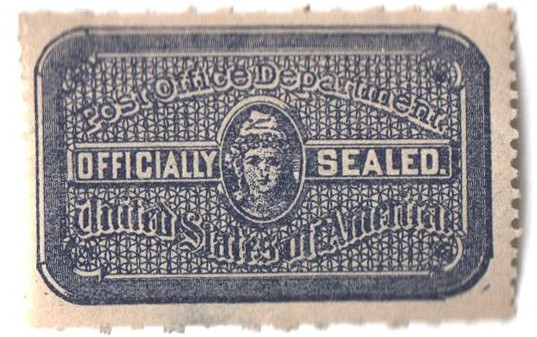 Post Office Department
OFFICIALLY SEALED.
United States of America.